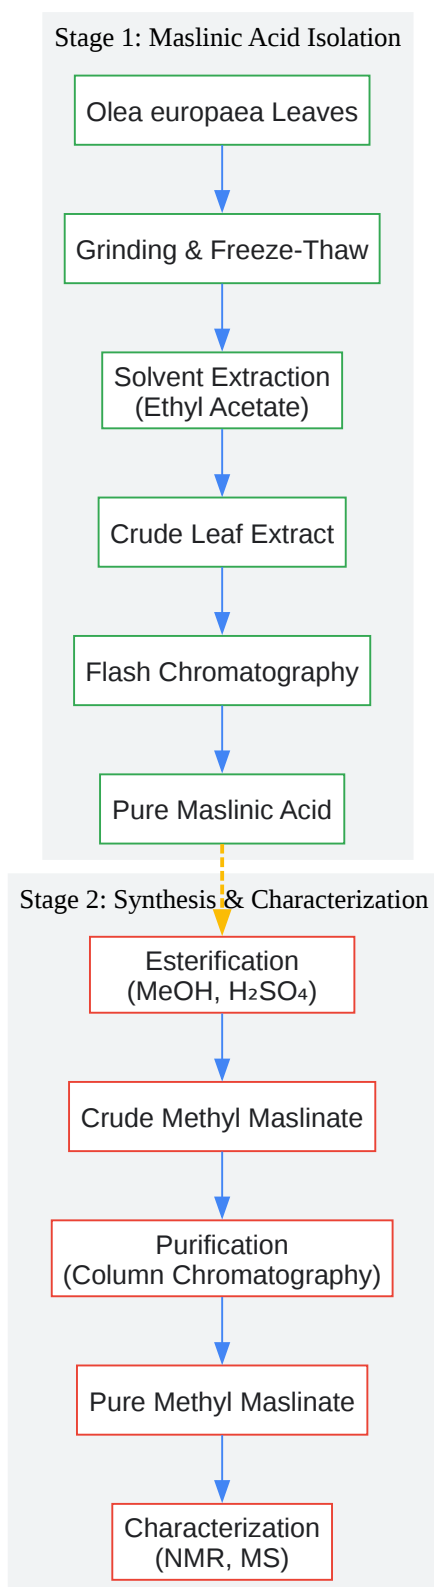 Stage 1: Maslinic Acid Isolation
Olea europaea Leaves
Grinding & Freeze-Thaw
Solvent Extraction
(Ethyl Acetate)
Crude Leaf Extract
Flash Chromatography
Pure Maslinic Acid
Stage 2: Synthesis & Characterization
Esterification
(MeOH, H₂SO₄)
Crude Methyl Maslinate
Purification
(Column Chromatography)
Pure Methyl Maslinate
Characterization
(NMR, MS)